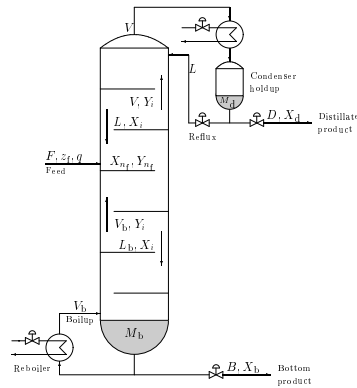 V
L
Condenser
holdup
M_d
V, Y_i
D, X_d
Distillate
product
L, X_i
Reflux
F, z_f, q
Feed
X_{n_f}, Y_{n_f}
V_b, Y_i
L_b, X_i
V_b
Boilup
M_b
Reboiler
B, X_b
Bottom
product